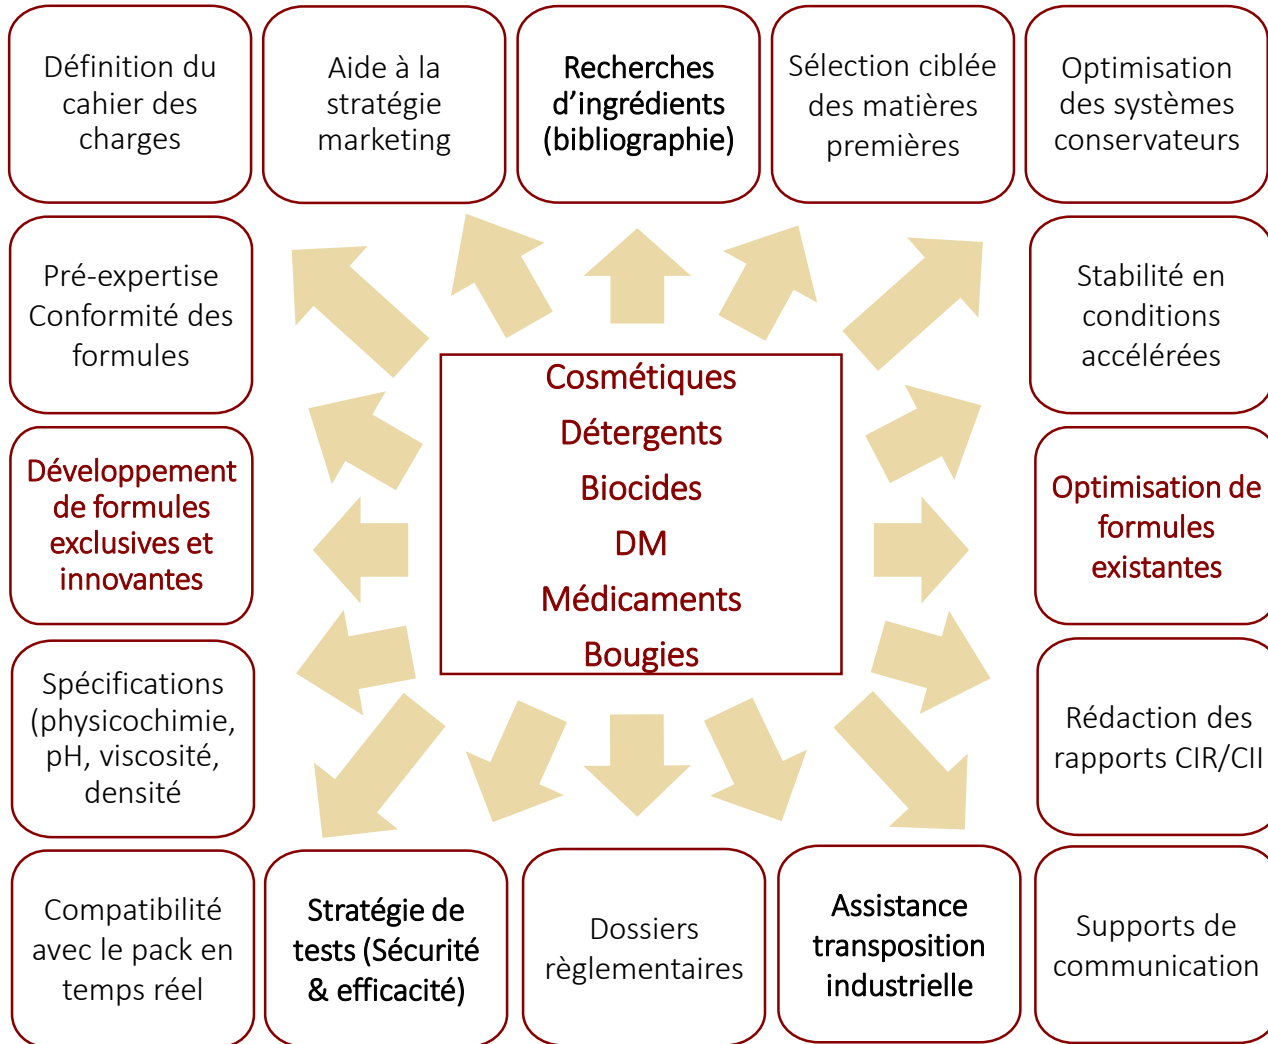 Définition du
cahier des
charges
Aide à la
stratégie
marketing
Recherches
d’ingrédients
(bibliographie)
Sélection ciblée
des matières
premières
Optimisation
des systèmes
conservateurs
Pré-expertise
Conformité des
formules
Stabilité en
conditions
accélérées
Cosmétiques
Détergents
Biocides
DM
Médicaments
Bougies
Développement
de formules
exclusives et
innovantes
Optimisation de
formules
existantes
Spécifications
(physicochimie,
pH, viscosité,
densité
Rédaction des
rapports CIR/CII
Compatibilité
avec le pack en
temps réel
Stratégie de
tests (Sécurité
& efficacité)
Dossiers
règlementaires
Assistance
transposition
industrielle
Supports de
communication